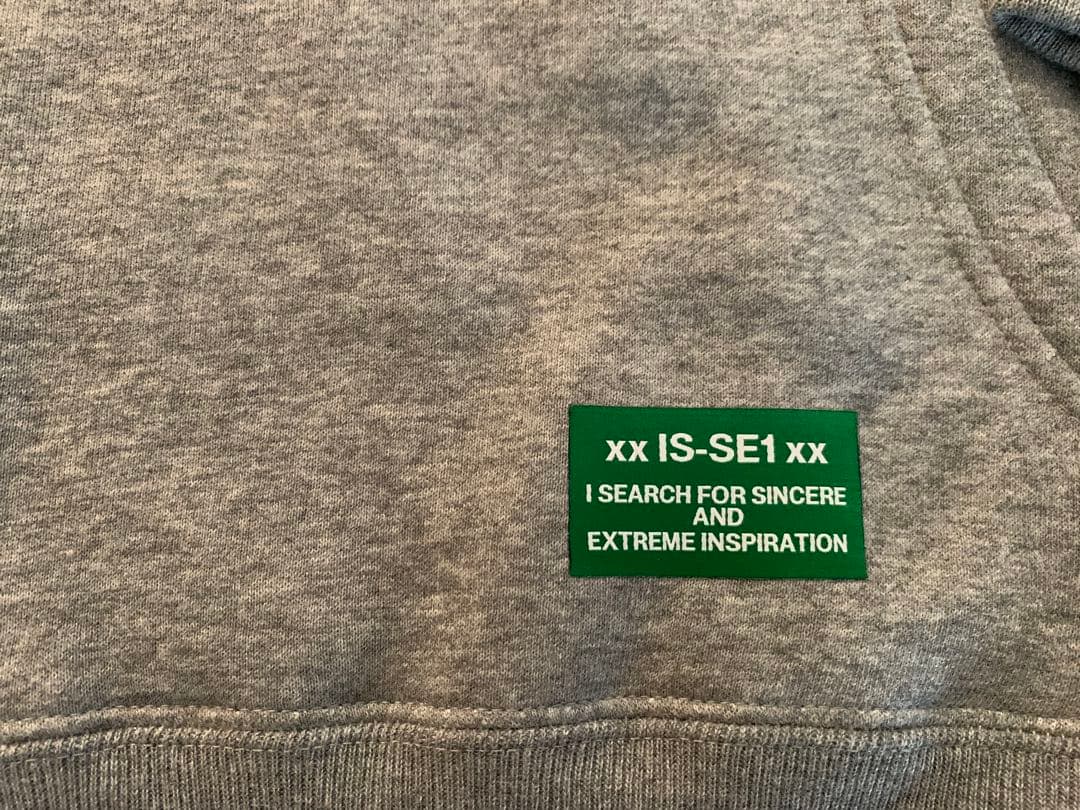 xx IS-SE1 xx
I SEARCH FOR SINCERE
AND
EXTREME INSPIRATION